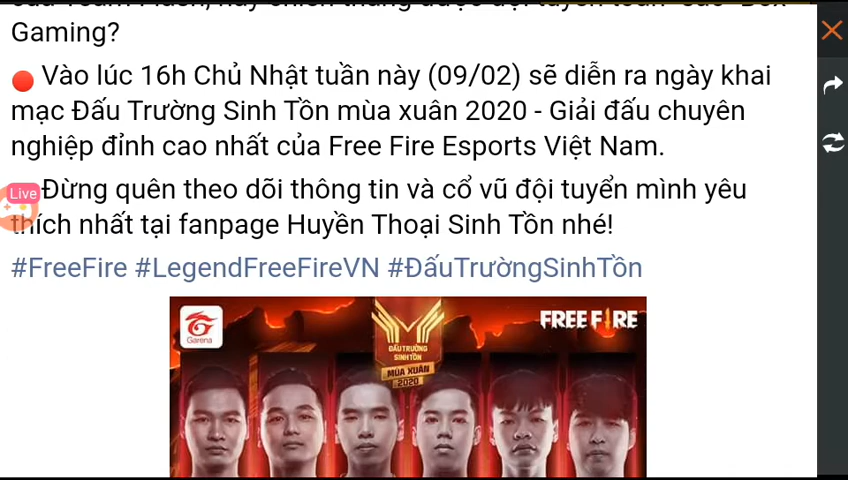 Gaming?
Vào lúc 16h Chủ Nhật tuần này (09/02) sẽ diễn ra ngày khai
mạc Đấu Trường Sinh Tồn mùa xuân 2020 - Giải đấu chuyên
nghiệp đỉnh cao nhất của Free Fire Esports Việt Nam.
Live
Đừng quên theo dõi thông tin và cổ vũ đội tuyển mình yêu
thích nhất tại fanpage Huyền Thoại Sinh Tồn nhé!
#FreeFire #LegendFreeFireVN #ĐấuTrườngSinhTồn
Garena
ĐẤU TRƯỜNG
SINH TỒN
MÙA XUÂN
2020
FREE FIRE